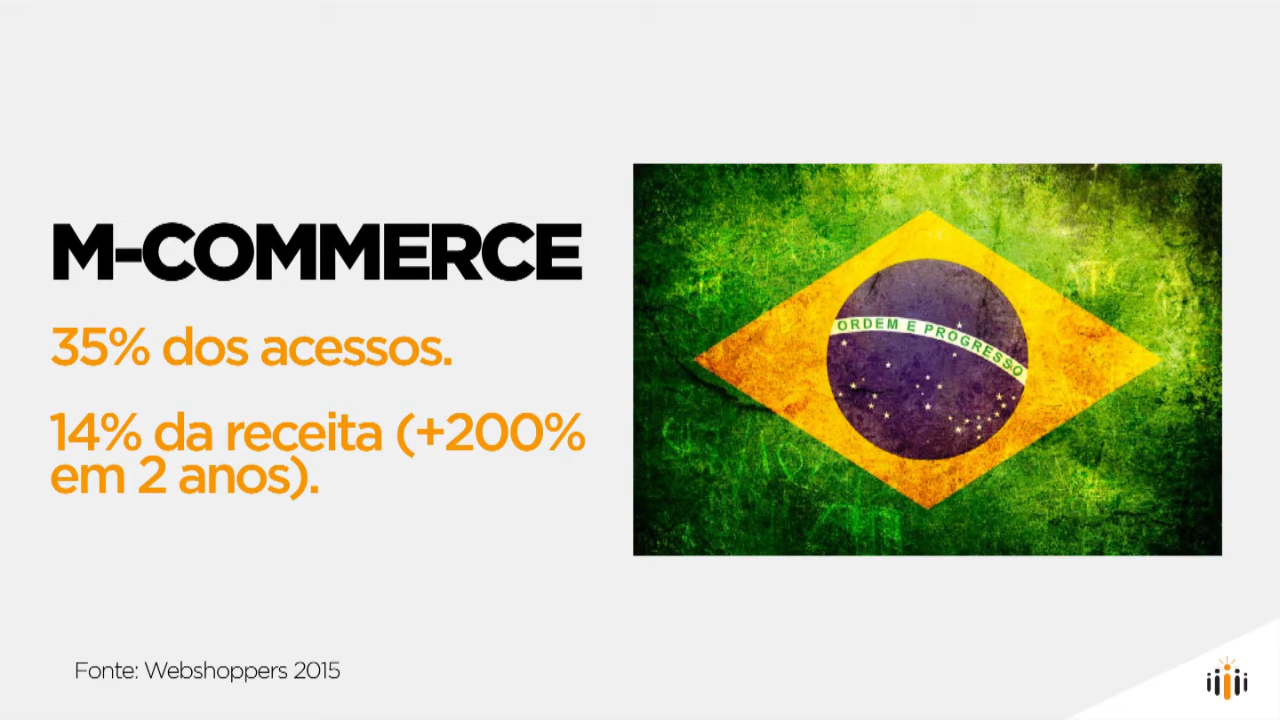 M-COMMERCE
35% dos acessos.
14% da receita (+200%
em 2 anos).
ORDEM E PROGRESSO
Fonte: Webshoppers 2015